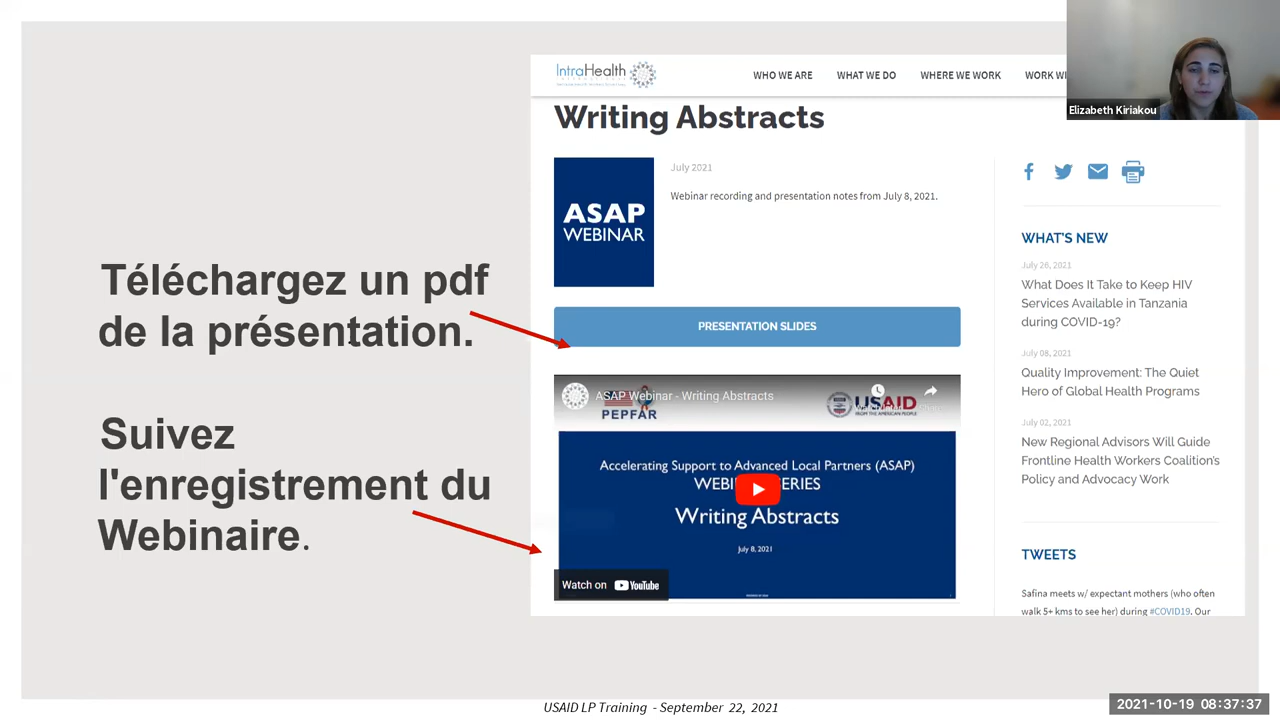 Téléchargez un pdf
de la présentation.
Suivez
l'enregistrement du
Webinaire.
IntraHealth
WHO WE ARE
WHAT WE DO
WHERE WE WORK
WORK WI
Elizabeth Kiriakou
Writing Abstracts
ASAP
WEBINAR
July 2021
Webinar recording and presentation notes from July 8, 2021.
PRESENTATION SLIDES
ASAP Webinar - Writing Abstracts
PEPFAR
USAID
FROM THE AMERICAN PEOPLE
Accelerating Support to Advanced Local Partners (ASAP)
WEBI ERIES
Writing Abstracts
July 8, 2021
Watch on YouTube
WHAT'S NEW
July 26, 2021
What Does It Take to Keep HIV
Services Available in Tanzania
during COVID-19?
July 08, 2021
Quality Improvement: The Quiet
Hero of Global Health Programs
July 02, 2021
New Regional Advisors Will Guide
Frontline Health Workers Coalition's
Policy and Advocacy Work
TWEETS
Safina meets w/ expectant mothers (who often
walk 5+ kms to see her) during #COVID19. Our
USAID LP Training - September 22, 2021
2021-10-19 08:37:37